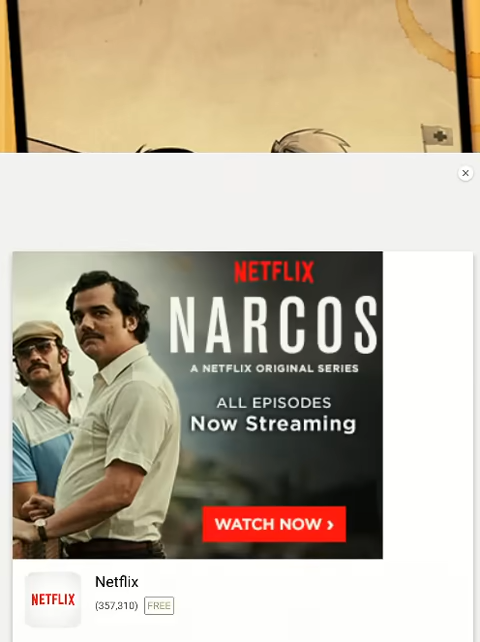 NETFLIX
NARCOS
A NETFLIX ORIGINAL SERIES
ALL EPISODES
Now Streaming
WATCH NOW ›
NETFLIX
Netflix
(357,310) FREE